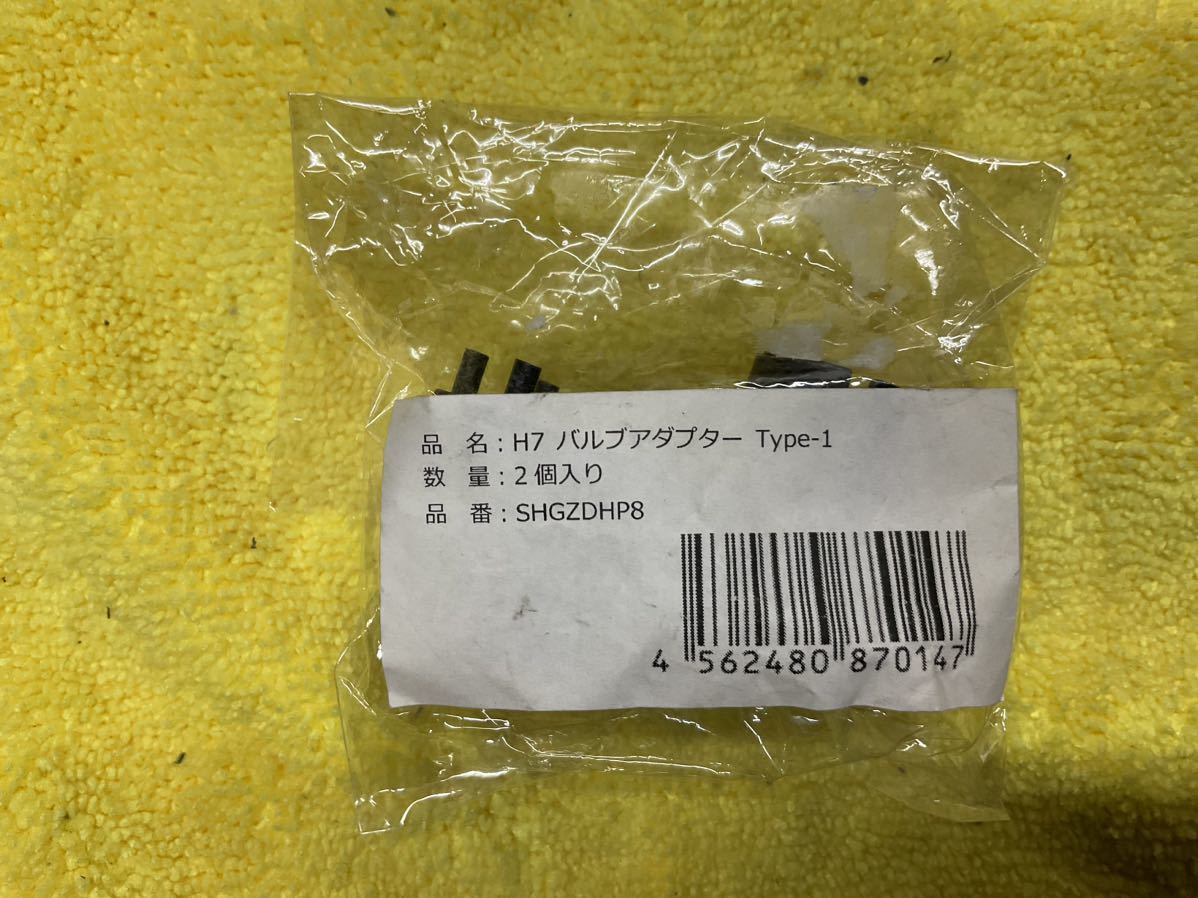 品 名:H7 バルブアダプター Type-1
数 量:2個入り
品 番:SHGZDHP8
4 562480 870147